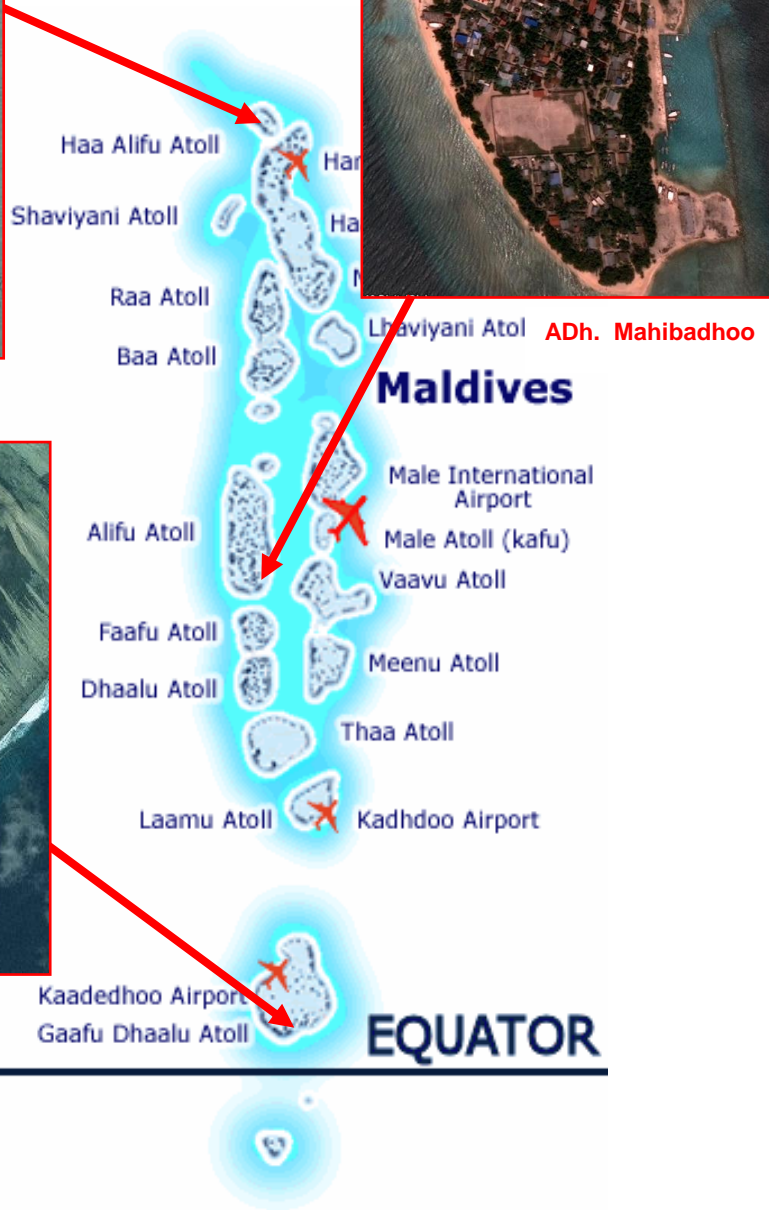 Haa Alifu Atoll
Shaviyani Atoll
Raa Atoll
Lhaviyani Atol
ADh. Mahibadhoo
Baa Atoll
Maldives
Male International
Airport
Alifu Atoll
Male Atoll (kafu)
Vaavu Atoll
Faafu Atoll
Meenu Atoll
Dhaalu Atoll
Thaa Atoll
Laamu Atoll
Kadhdoo Airport
Kaadedhoo Airport
Gaafu Dhaalu Atoll
EQUATOR